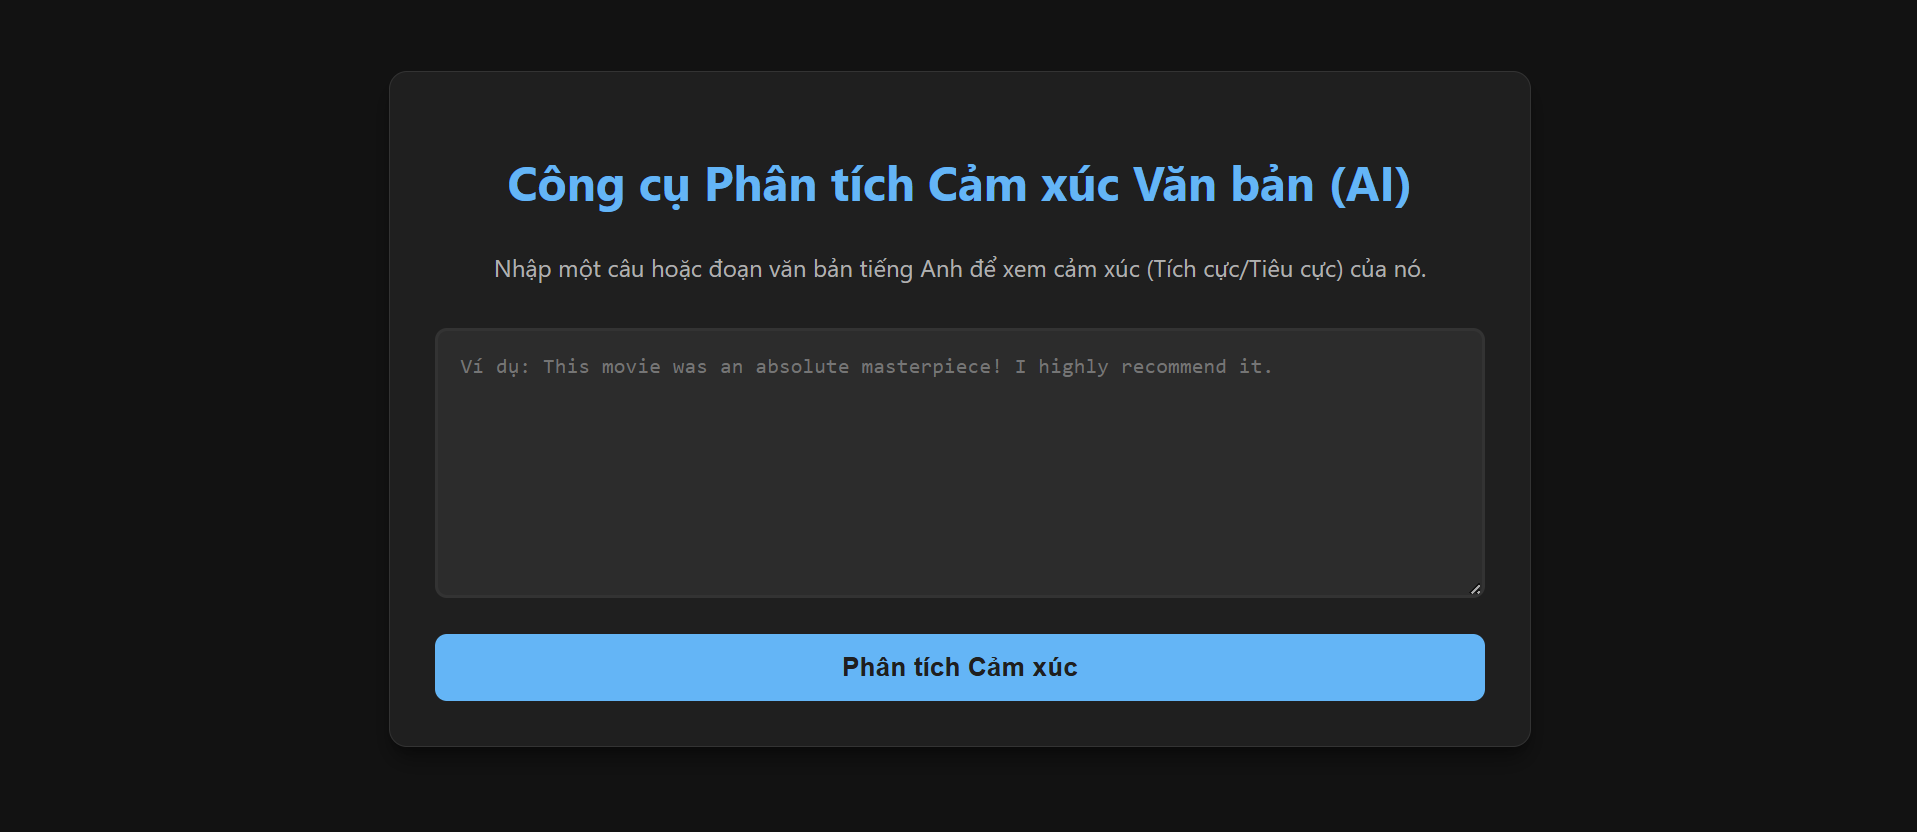 Công cụ Phân tích Cảm xúc Văn bản (AI)
Nhập một câu hoặc đoạn văn bản tiếng Anh để xem cảm xúc (Tích cực/Tiêu cực) của nó.
Ví dụ: This movie was an absolute masterpiece! I highly recommend it.
Phân tích Cảm xúc